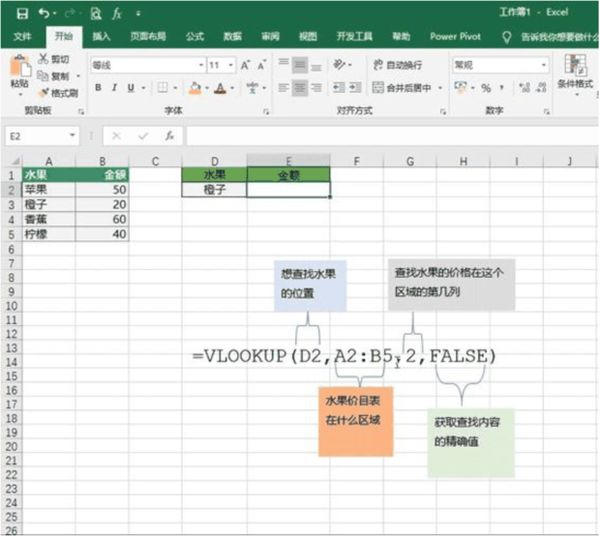 工作簿1 - Excel
文件 开始 插入 页面布局 公式 数据 审阅 视图 开发工具 帮助 Power Pivot 告诉我你想要做什么
粘贴 剪切
复制
格式刷
等线 11
B I U
自动换行
合并后居中
常规
条件格式
剪贴板 字体 对齐方式 数字
E2 fx
A B C D E F G H I J
1 水果 金额 水果 金额
2 苹果 50 橙子
3 橙子 20
4 香蕉 60
5 柠檬 40
6
7
8
9
10
11
12
13
14
15
16
17
18
19
20
21
22
23
24
25
26
想查找水果
的位置
查找水果的价格在这个
区域的第几列
=VLOOKUP(D2,A2:B5,2,FALSE)
水果价目表
在什么区域
获取查找内容
的精确值